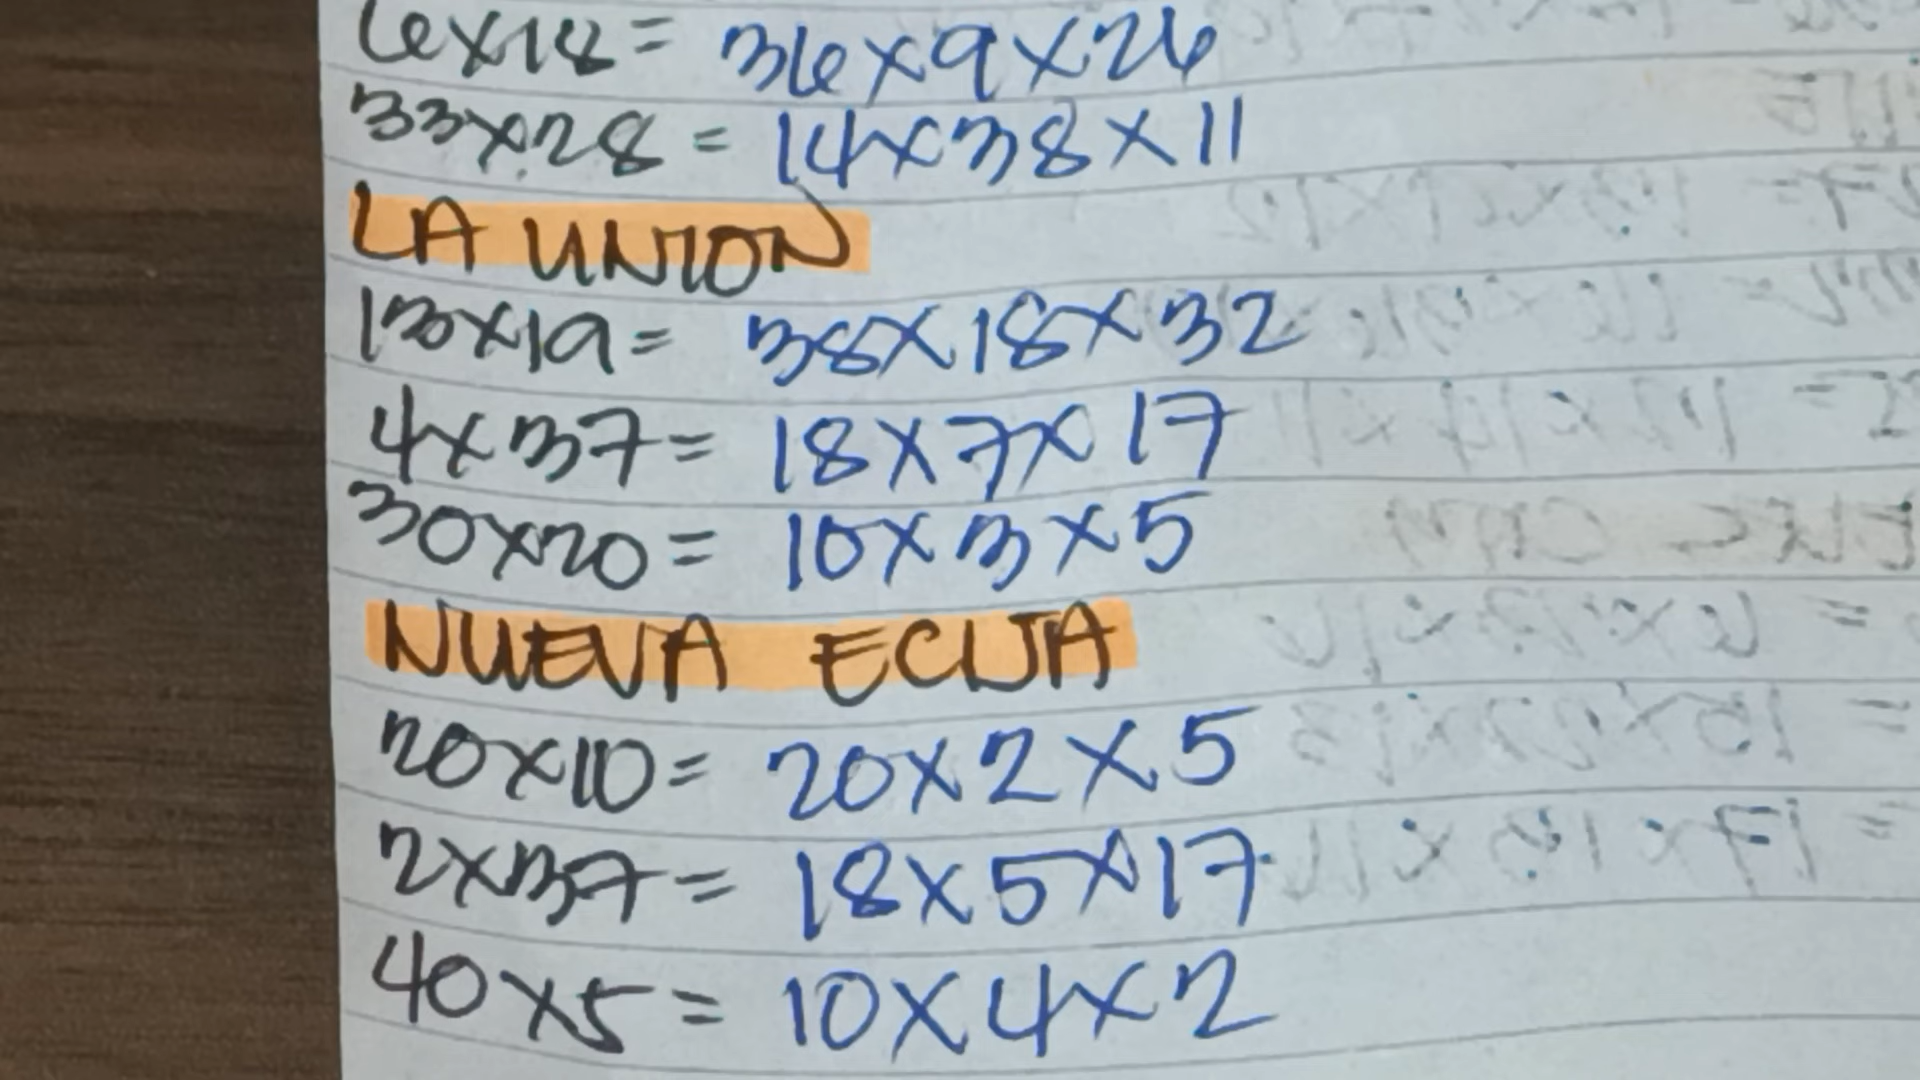 6x18= 36x9x26
33x28= 14x38x11
LA UNION
13x19= 38x18x32
4x37= 18x7x17
30x20= 10x3x5
NUEVA ECIJA
20x10= 20x2x5
2x37= 18x5x17
40x5= 10x4x2